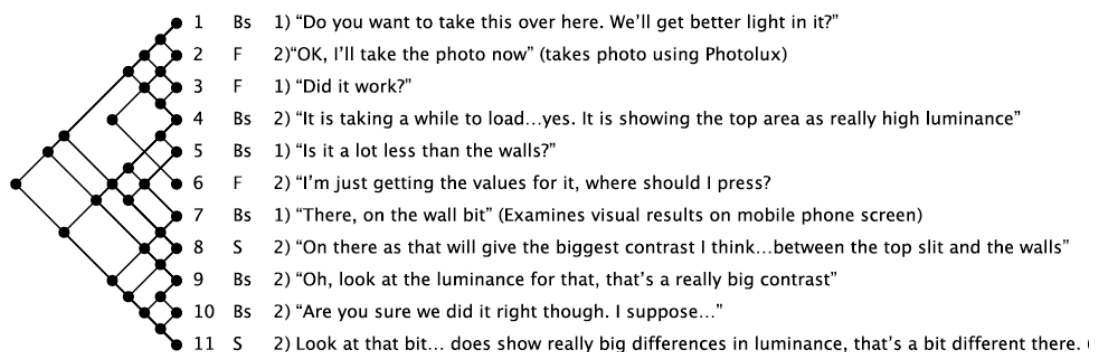 1 Bs 1) “Do you want to take this over here. We’ll get better light in it?”
2 F 2)“OK, I’ll take the photo now” (takes photo using Photolux)
3 F 1) “Did it work?”
4 Bs 2) “It is taking a while to load…yes. It is showing the top area as really high luminance”
5 Bs 1) “Is it a lot less than the walls?”
6 F 2) “I’m just getting the values for it, where should I press?
7 Bs 1) “There, on the wall bit” (Examines visual results on mobile phone screen)
8 S 2) “On there as that will give the biggest contrast I think…between the top slit and the walls”
9 Bs 2) “Oh, look at the luminance for that, that’s a really big contrast”
10 Bs 2) “Are you sure we did it right though. I suppose…”
11 S 2) Look at that bit… does show really big differences in luminance, that’s a bit different there.